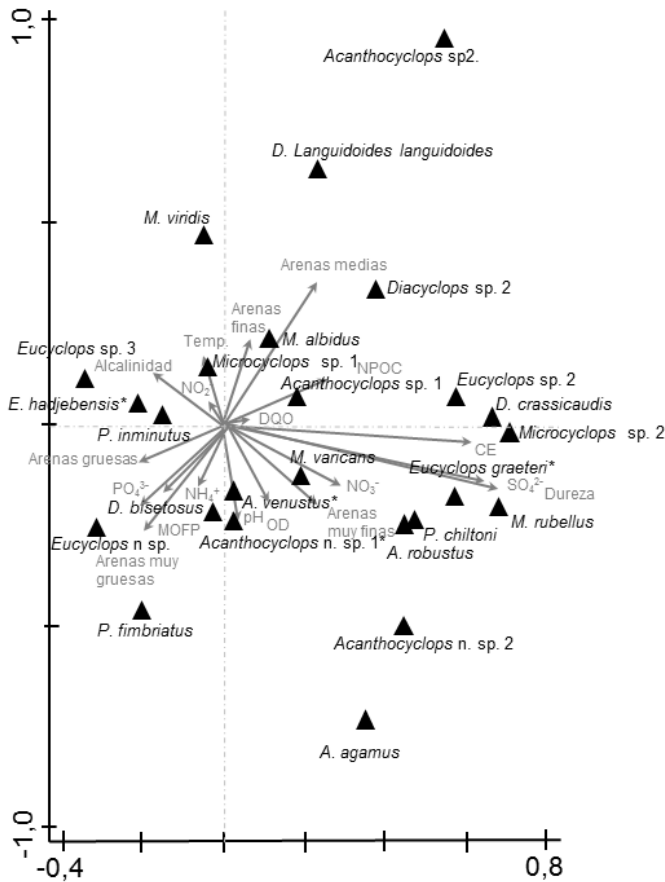 1,0
Acanthocyclops sp2.
D. Languidoides languidoides
M. viridis
Arenas medias
Diacyclops sp. 2
Arenas
finas
M. albidus
Temp.
Eucyclops sp. 3
Alcalinidad
Microcyclops sp. 1
NPOC
NO2
Acanthocyclops sp. 1
Eucyclops sp. 2
E. hadjebensis*
D. crassicaudis
P. inminutus
DQO
Microcyclops sp. 2
CE
Arenas gruesas
M. varicans
Eucyclops graeteri*
PO₄³⁻
NH₄⁺
NO₃⁻
SO₄²⁻
Dureza
D. bisetosus
A. venustus*
Arenas
muy finas
M. rubellus
MOFP
pH
OD
P. chiltoni
Eucyclops n sp.
Acanthocyclops n. sp. 1*
A. robustus
Arenas muy
gruesas
P. fimbriatus
Acanthocyclops n. sp. 2
A. agamus
-1,0
-0,4
0,8